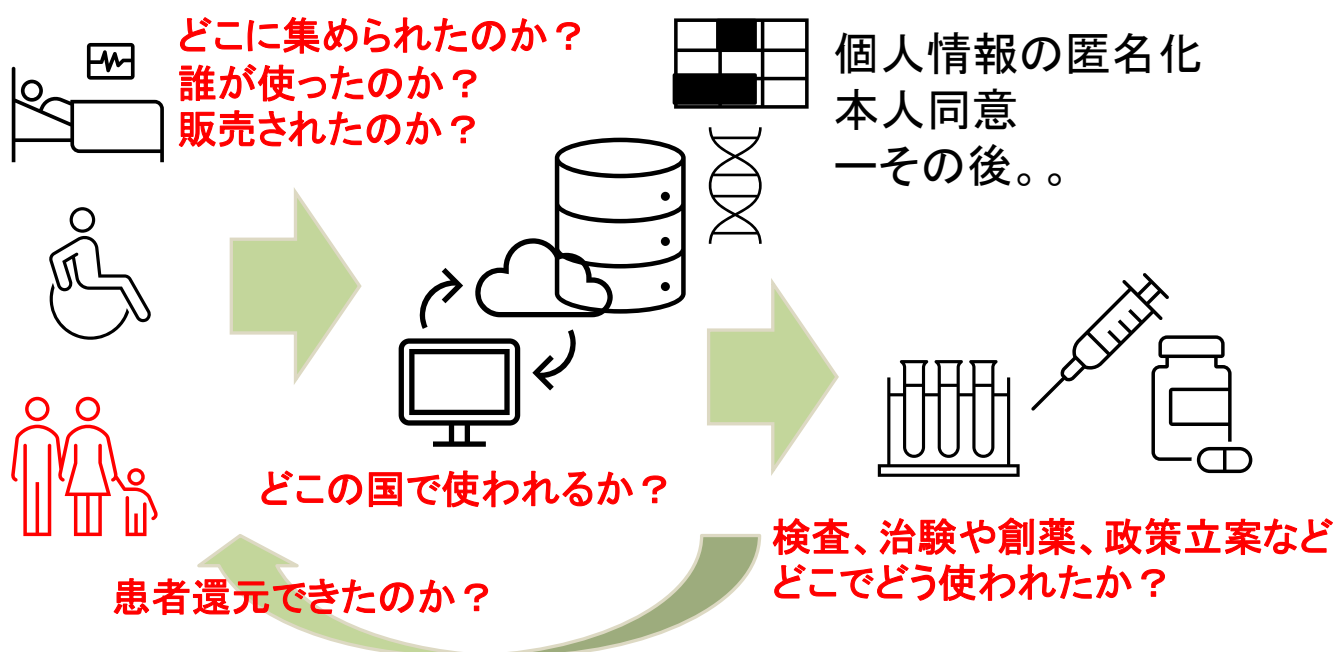 どこに集められたのか？
誰が使ったのか？
販売されたのか？
個人情報の匿名化
本人同意
ーその後。。
どこの国で使われるか？
検査、治験や創薬、政策立案など
どこでどう使われたか？
患者還元できたのか？